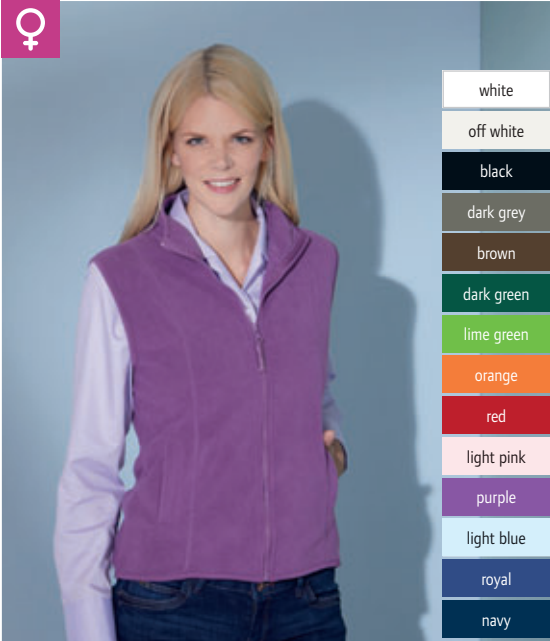 white
off white
black
dark grey
brown
dark green
lime green
orange
red
light pink
purple
light blue
royal
navy